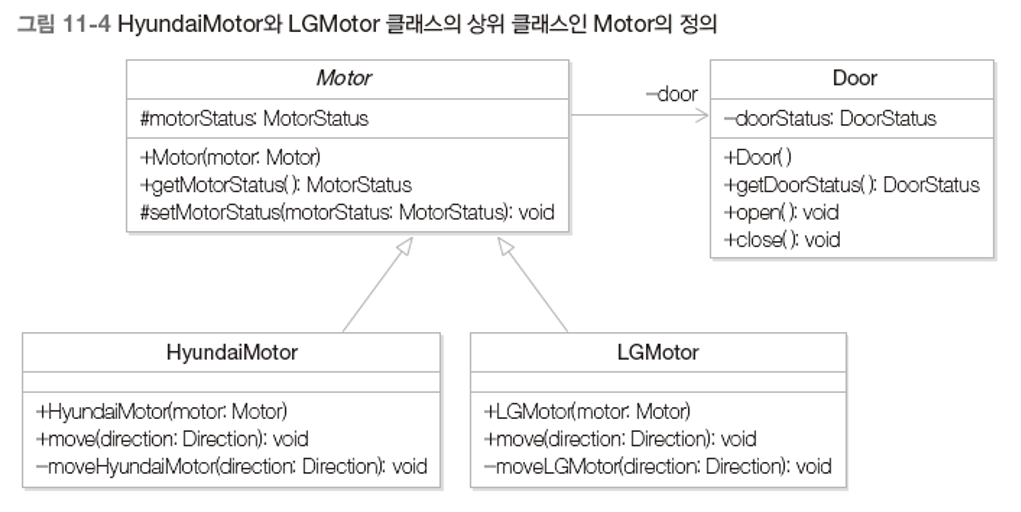 그림 11-4 HyundaiMotor와 LGMotor 클래스의 상위 클래스인 Motor의 정의
Motor
#motorStatus: MotorStatus
+Motor(motor: Motor)
+getMotorStatus(): MotorStatus
#setMotorStatus(motorStatus: MotorStatus): void
-door
Door
-doorStatus: DoorStatus
+Door()
+getDoorStatus(): DoorStatus
+open(): void
+close(): void
HyundaiMotor
+HyundaiMotor(motor: Motor)
+move(direction: Direction): void
-moveHyundaiMotor(direction: Direction): void
LGMotor
+LGMotor(motor: Motor)
+move(direction: Direction): void
-moveLGMotor(direction: Direction): void